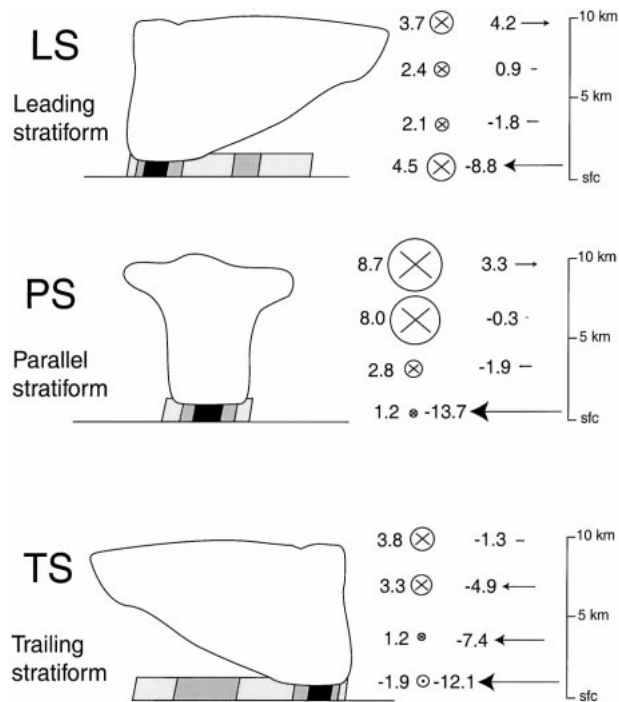 LS
Leading
stratiform
3.7 4.2 10 km
2.4 0.9
5 km
2.1 -1.8
4.5 -8.8
sfc
PS
Parallel
stratiform
8.7 3.3 10 km
8.0 -0.3
5 km
2.8 -1.9
1.2 -13.7
sfc
TS
Trailing
stratiform
3.8 -1.3 10 km
3.3 -4.9
5 km
1.2 -7.4
-1.9 -12.1
sfc